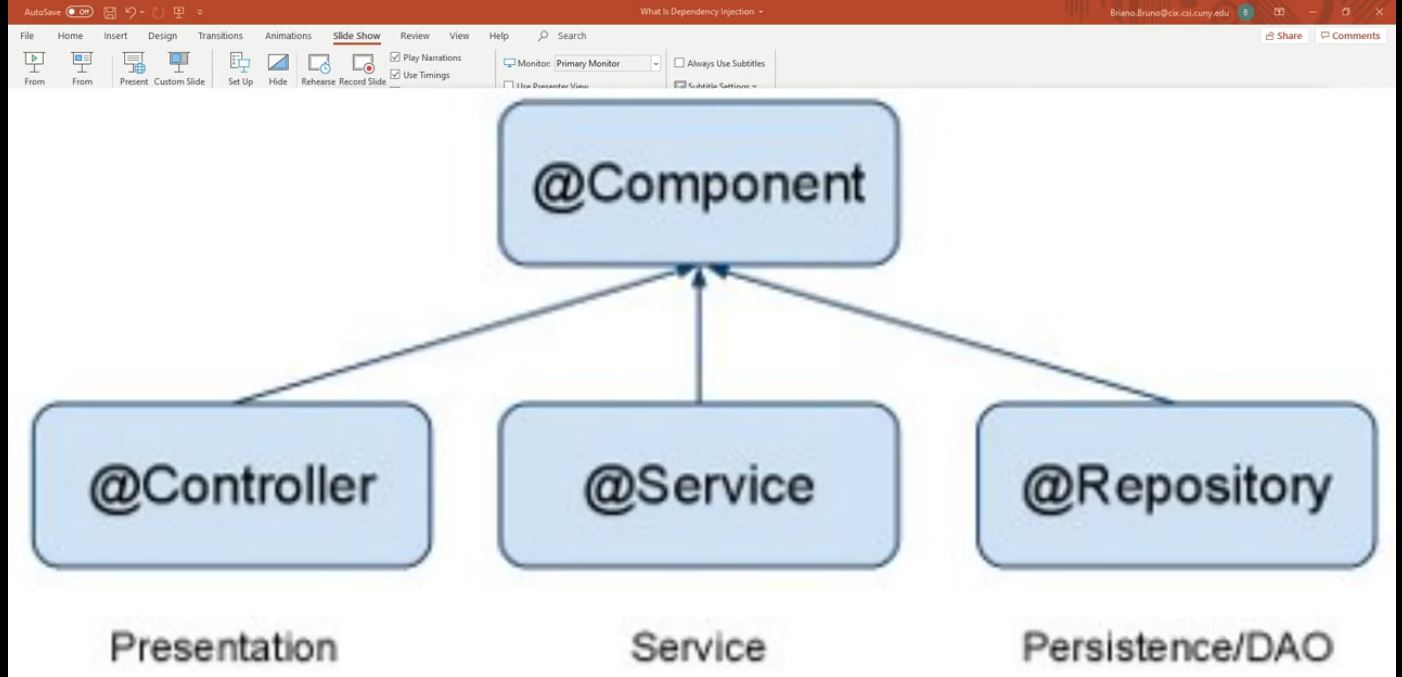 AutoSave Off
What Is Dependency Injection
Briano.Bruno@cix.csi.cuny.edu B
File Home Insert Design Transitions Animations Slide Show Review View Help Search
Share Comments
Play Narrations
Monitor: Primary Monitor
Always Use Subtitles
Use Timings
From From Present Custom Slide Set Up Hide Rehearse Record Slide
Use Presenter View
Subtitle Settings
@Component
@Controller @Service @Repository
Presentation Service Persistence/DAO